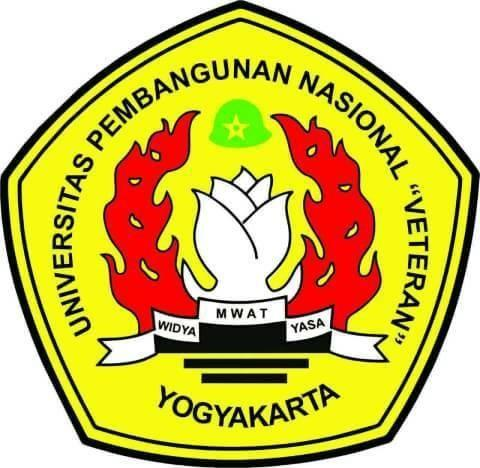 UNIVERSITAS PEMBANGUNAN NASIONAL “VETERAN”
WIDYA MWAT YASA
YOGYAKARTA